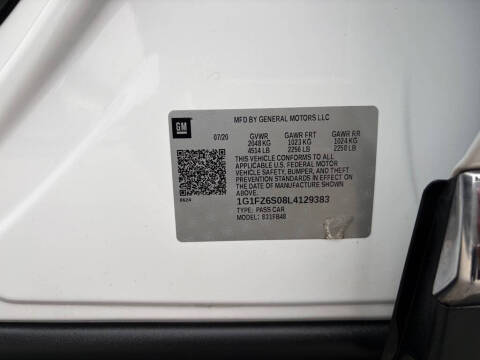 MFD BY GENERAL MOTORS LLC
GM
07/20 GVWR GAWR FRT GAWR RR
2048 KG 1023 KG 1024 KG
4514 LB 2256 LB 2258 LB
THIS VEHICLE CONFORMS TO ALL
APPLICABLE U.S. FEDERAL MOTOR
VEHICLE SAFETY, BUMPER, AND THEFT
PREVENTION STANDARDS IN EFFECT ON
THE DATE OF MANUFACTURE SHOWN
ABOVE.
1G1FZ6S08L4129383
TYPE: PASS CAR
MODEL: